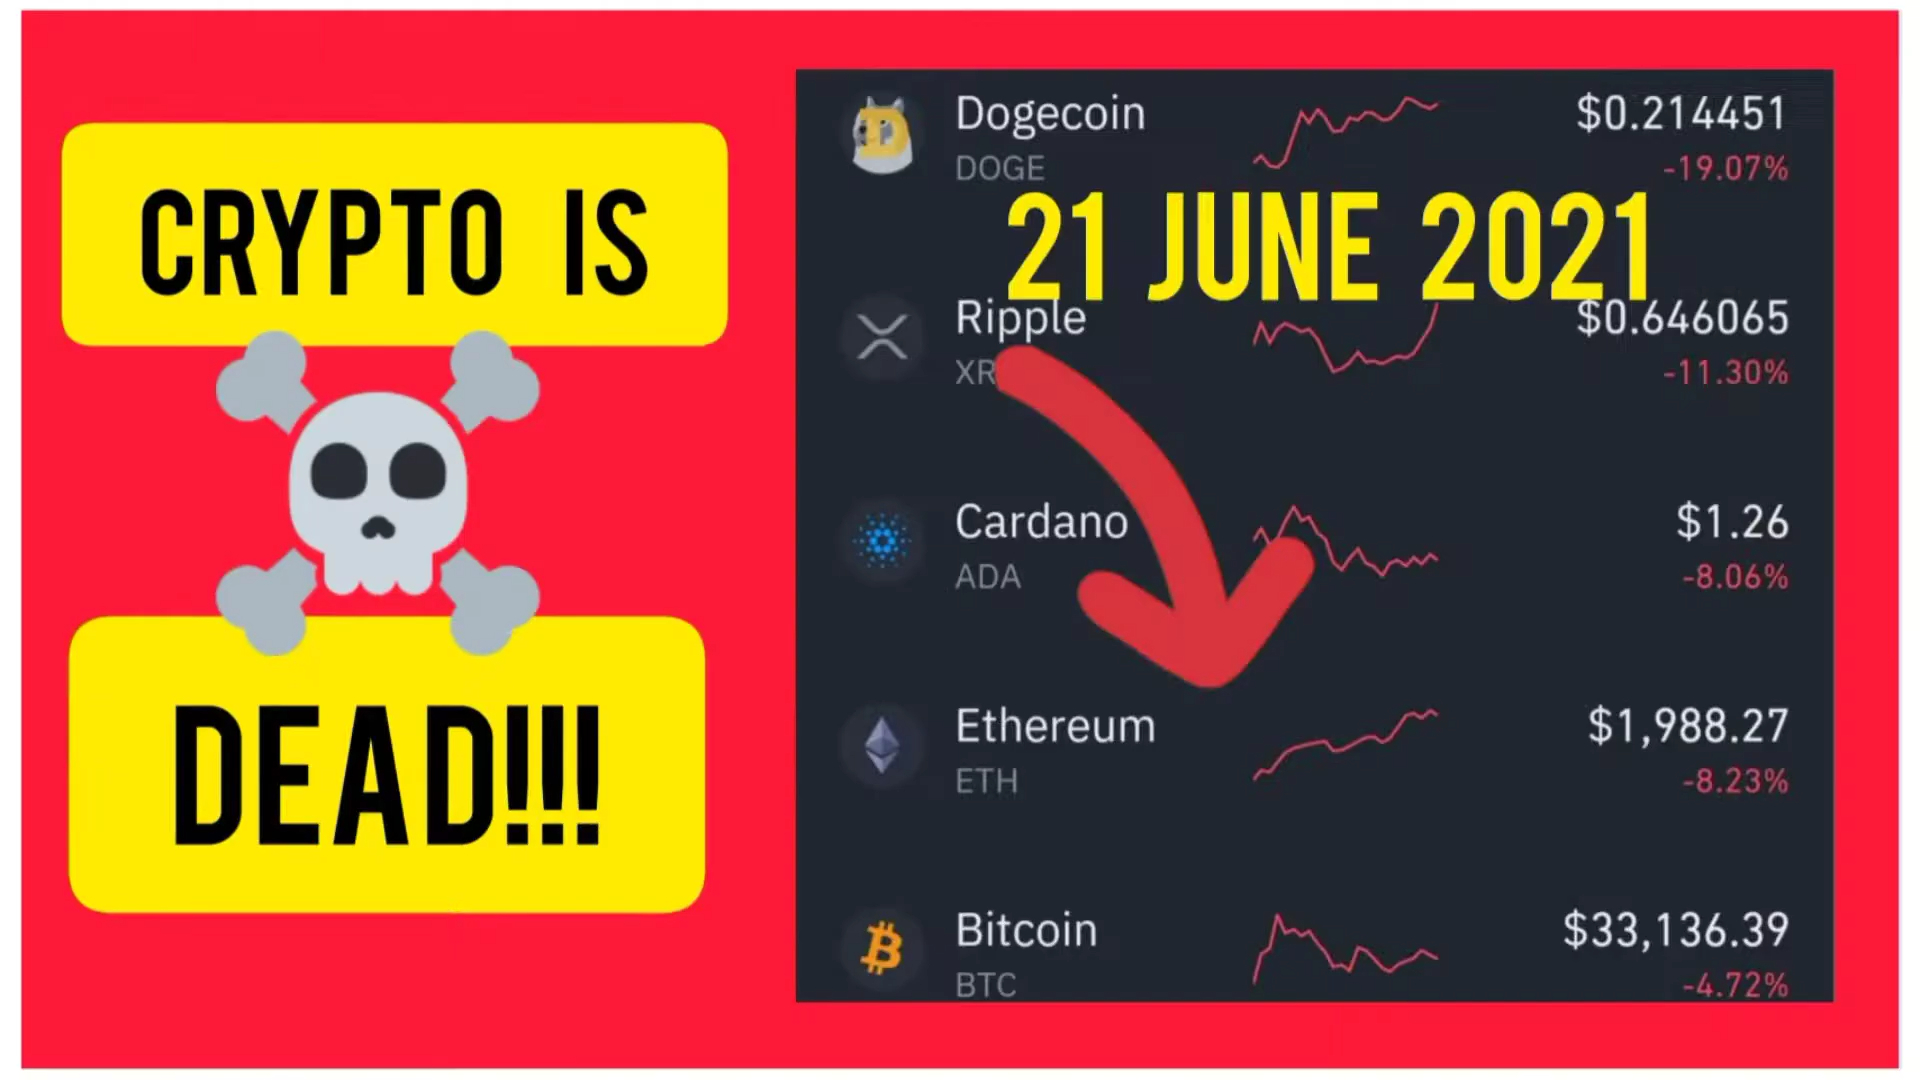 CRYPTO IS
DEAD!!!
Dogecoin
$0.214451
DOGE
-19.07%
21 JUNE 2021
Ripple
$0.646065
XR
-11.30%
Cardano
$1.26
ADA
-8.06%
Ethereum
$1,988.27
ETH
-8.23%
Bitcoin
$33,136.39
BTC
-4.72%